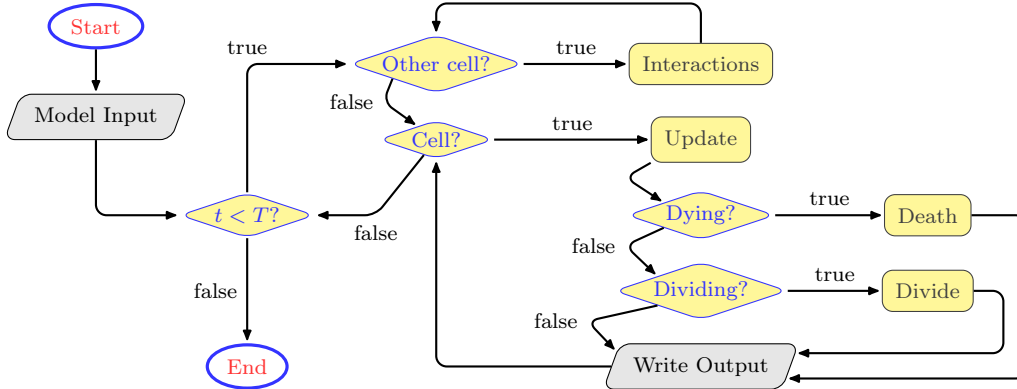 Start
true
Other cell?
true
Interactions
Model Input
false
Cell?
true
Update
t < T?
false
Dying?
true
Death
false
false
Dividing?
true
Divide
false
End
Write Output